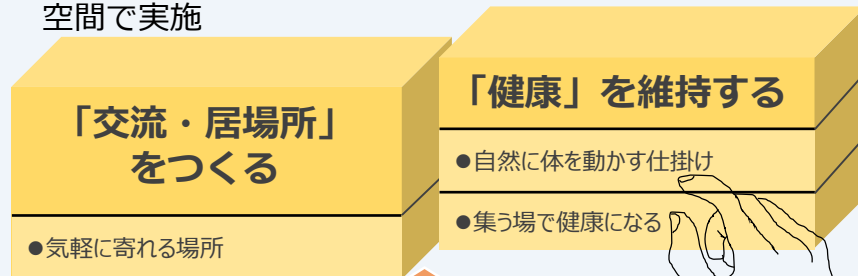 空間で実施
「交流・居場所」
をつくる
●気軽に寄れる場所
「健康」を維持する
●自然に体を動かす仕掛け
●集う場で健康になる